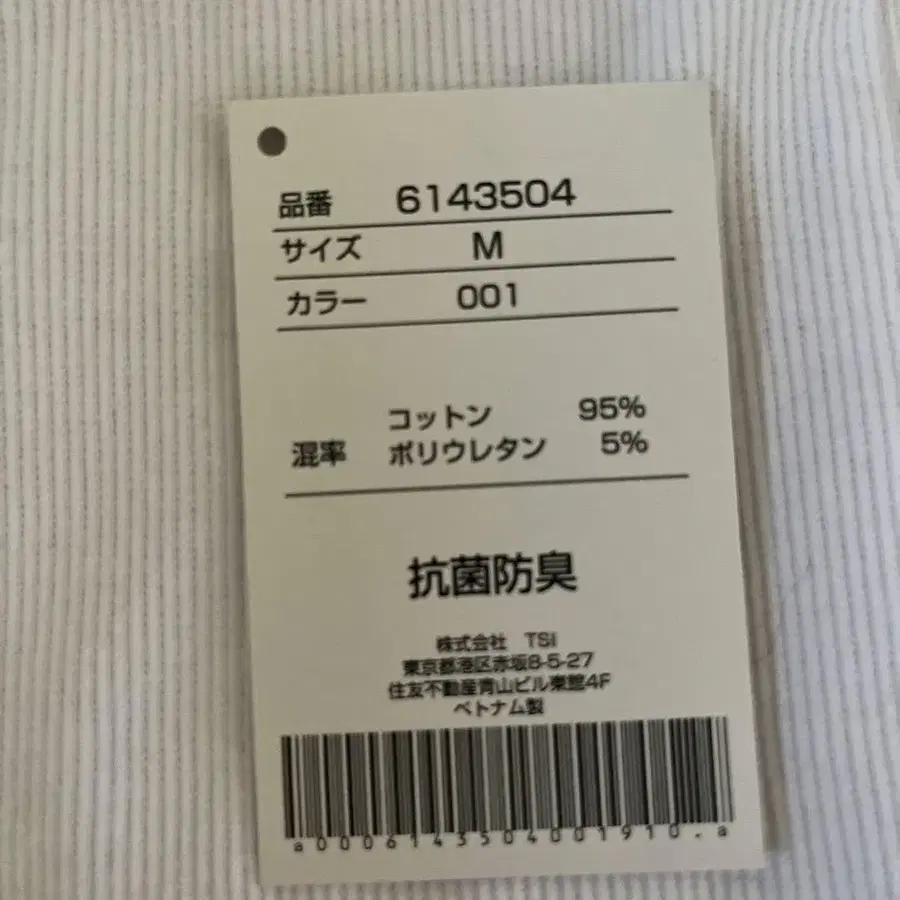 品番 6143504
サイズ M
カラー 001
コットン 95%
混率 ポリウレタン 5%
抗菌防臭
株式会社 TSI
東京都港区赤坂8-5-27
住友不動産青山ビル東館4F
ベトナム製
a0006143504001910.a